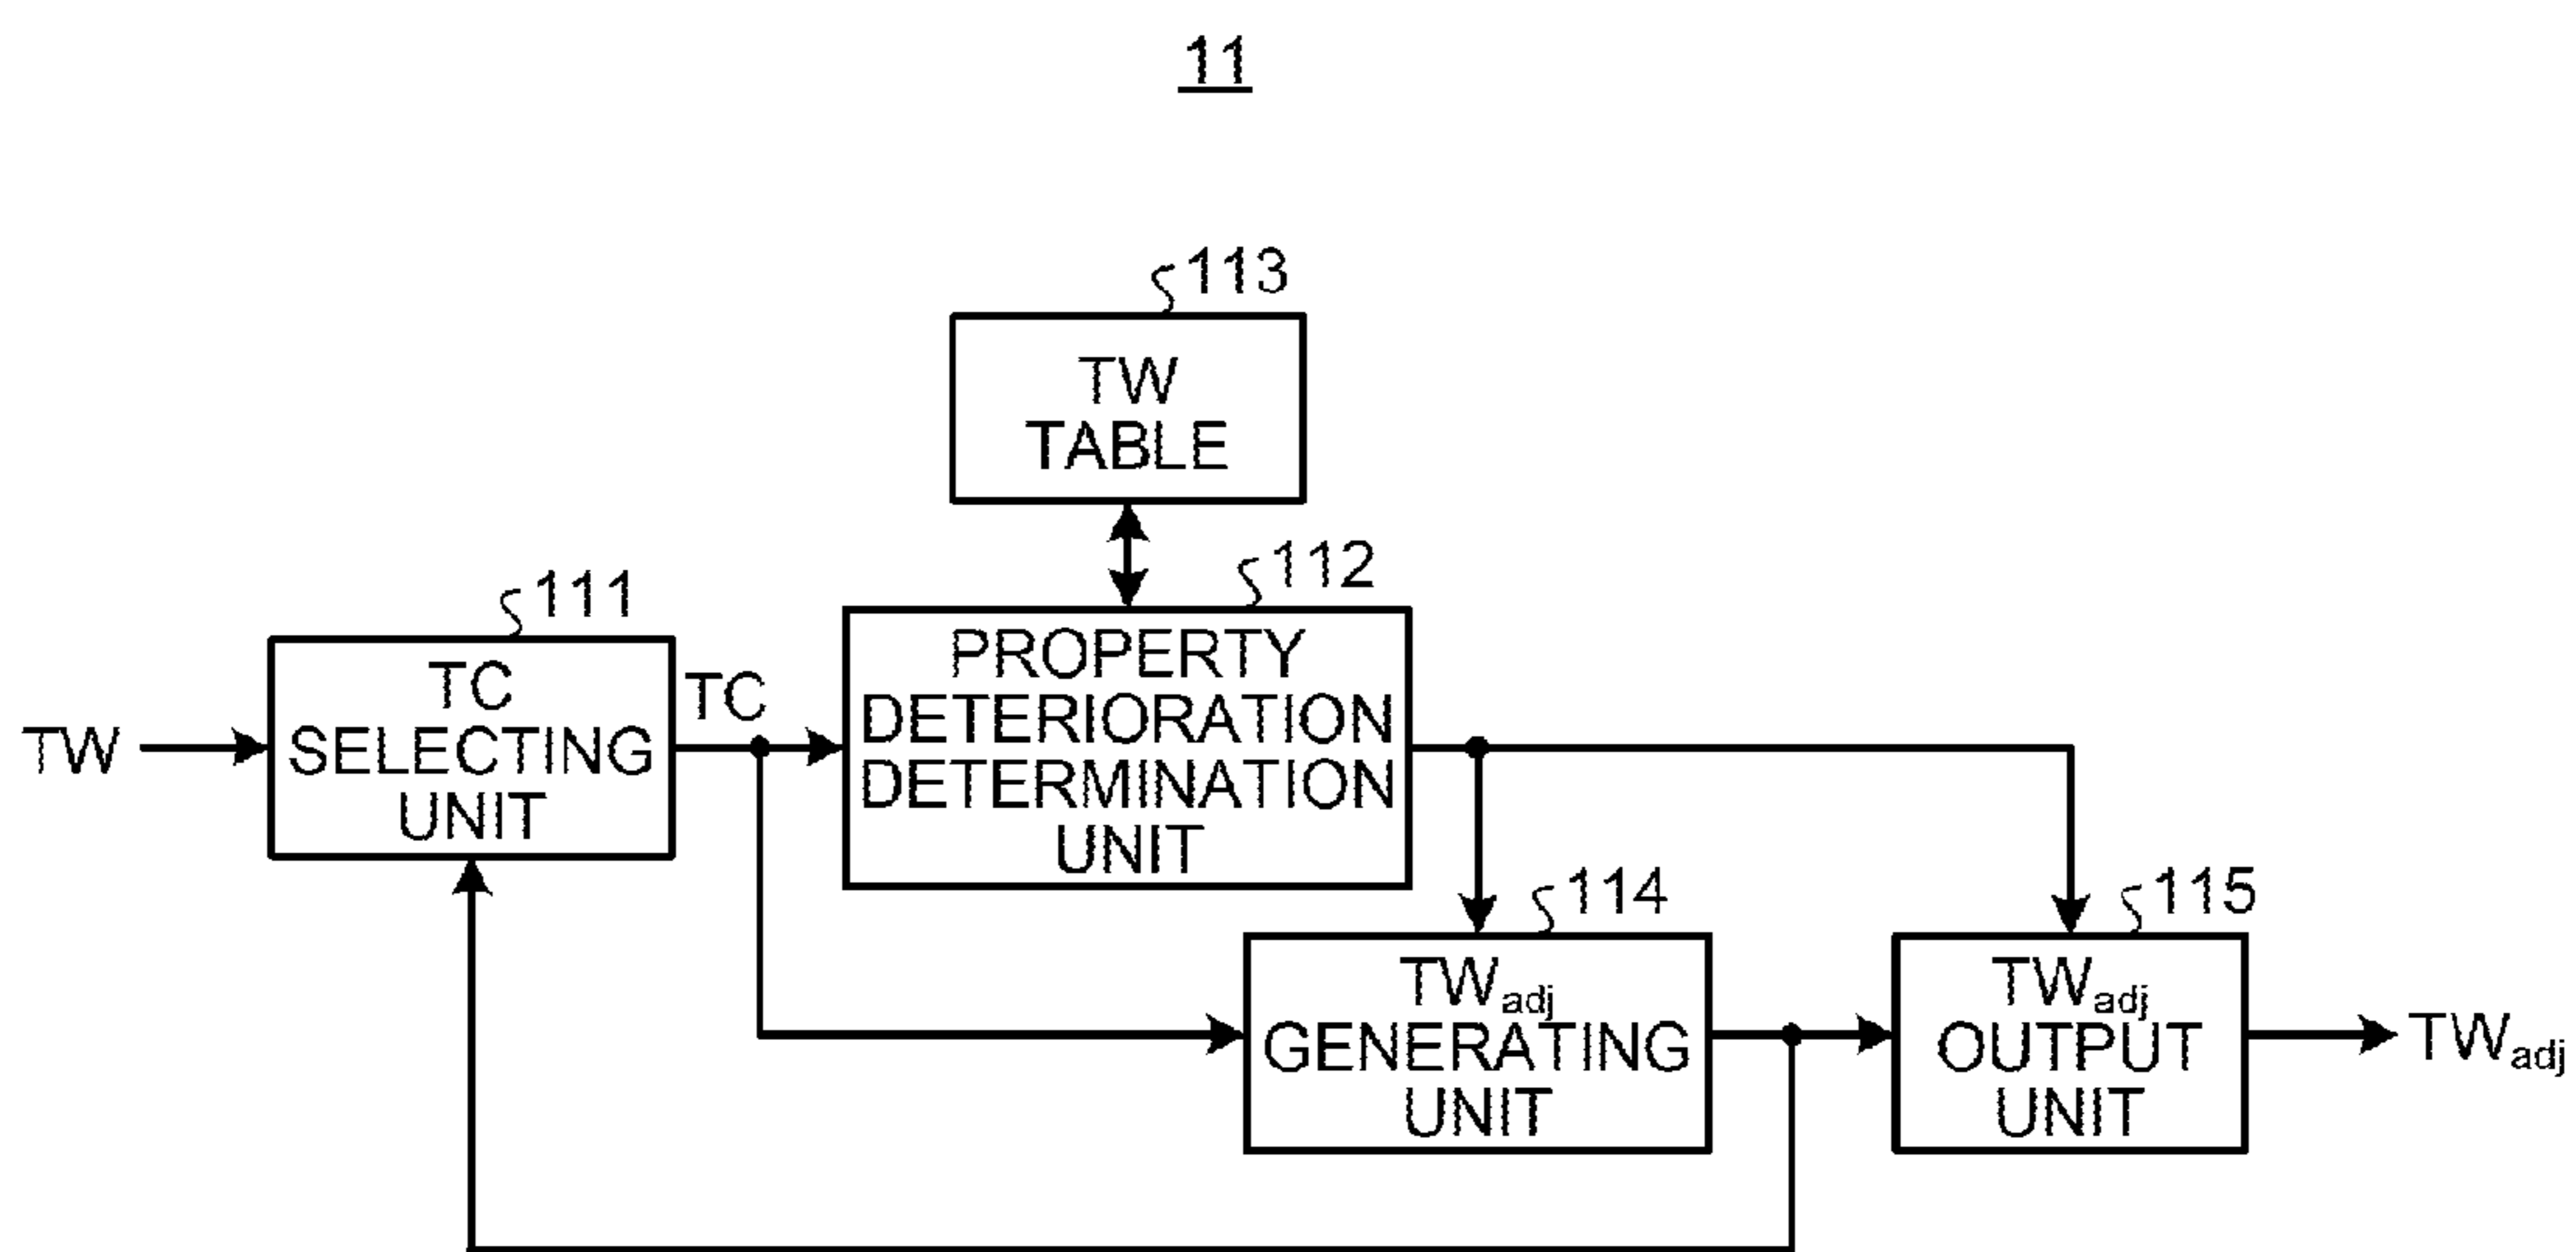 11
113
TW
TABLE
112
PROPERTY
DETERIORATION
DETERMINATION
UNIT
111
TC
SELECTING
UNIT
TW
TC
114
TWadj
GENERATING
UNIT
115
TWadj
OUTPUT
UNIT
TWadj